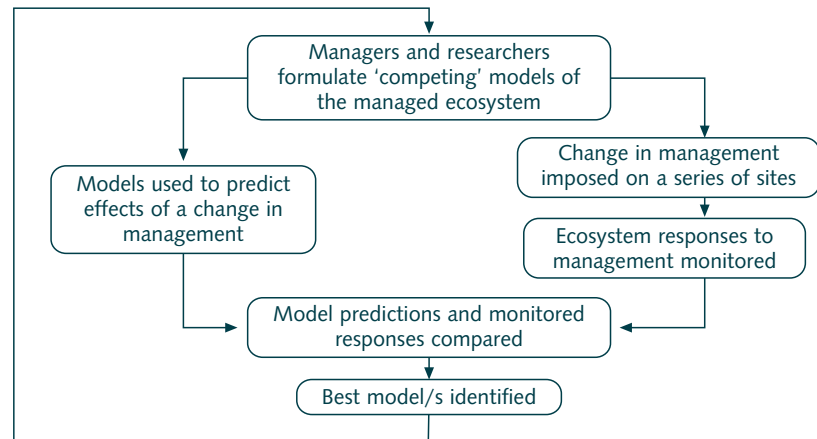 Managers and researchers
formulate ‘competing’ models of
the managed ecosystem
Models used to predict
effects of a change in
management
Change in management
imposed on a series of sites
Ecosystem responses to
management monitored
Model predictions and monitored
responses compared
Best model/s identified